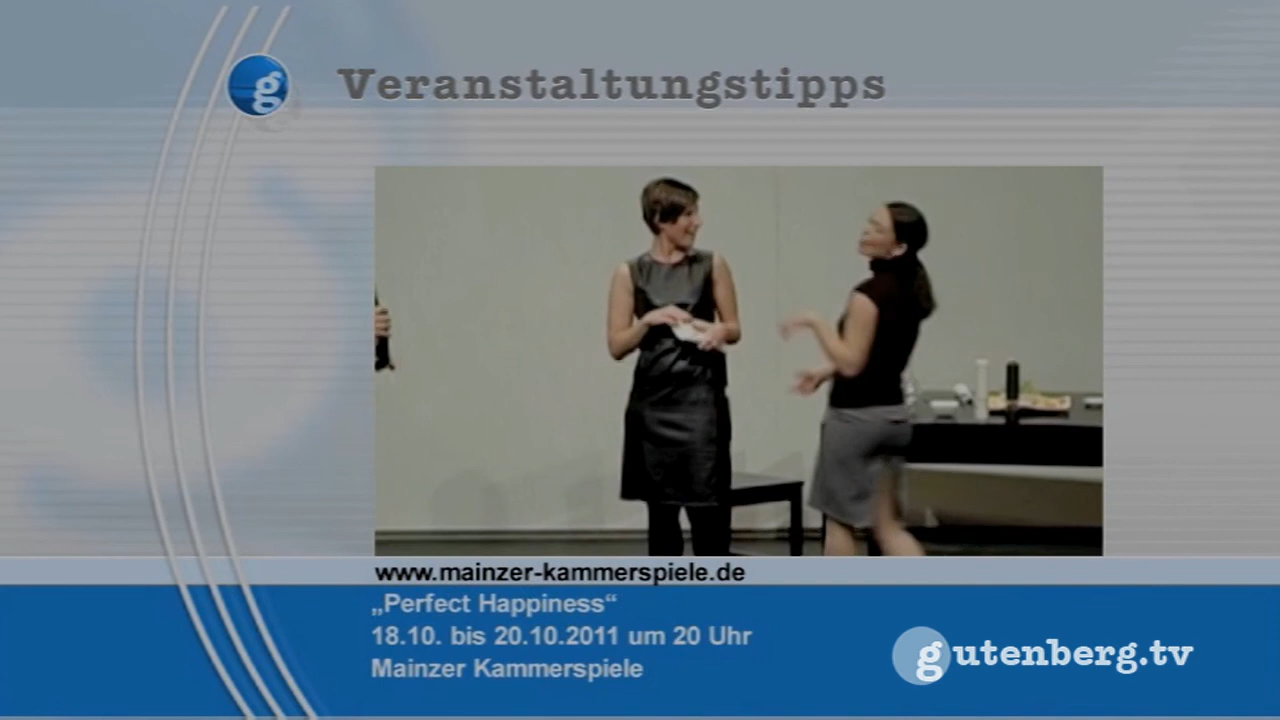 g
Veranstaltungstipps
www.mainzer-kammerspiele.de
„Perfect Happiness“
18.10. bis 20.10.2011 um 20 Uhr
Mainzer Kammerspiele
gutenberg.tv